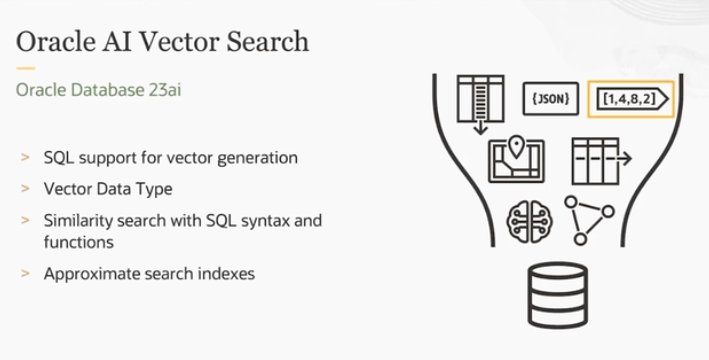 Oracle AI Vector Search
Oracle Database 23ai
> SQL support for vector generation
> Vector Data Type
> Similarity search with SQL syntax and
functions
> Approximate search indexes
{JSON}
[1,4,8,2]